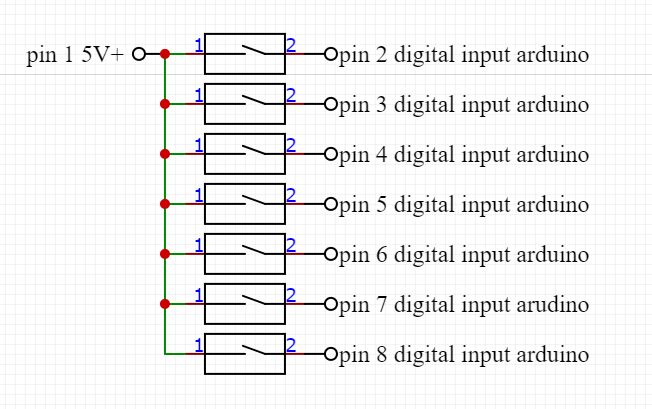 pin 1 5V+ 1 2 pin 2 digital input arduino
1 2 pin 3 digital input arduino
1 2 pin 4 digital input arduino
1 2 pin 5 digital input arduino
1 2 pin 6 digital input arduino
1 2 pin 7 digital input arudino
1 2 pin 8 digital input arduino